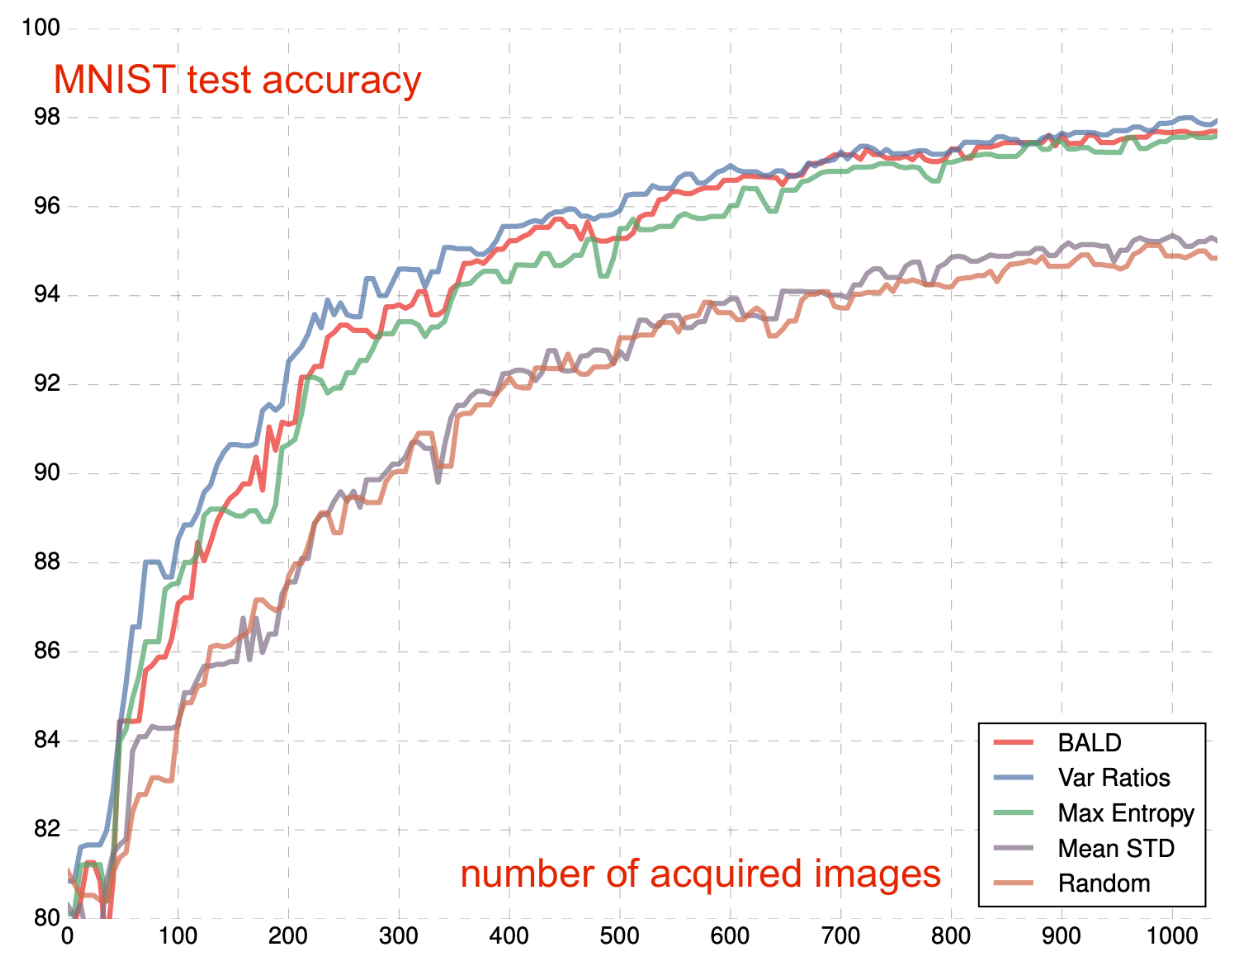 100
MNIST test accuracy
98
96
94
92
90
88
86
84
82
80
BALD
Var Ratios
Max Entropy
Mean STD
Random
number of acquired images
0 100 200 300 400 500 600 700 800 900 1000